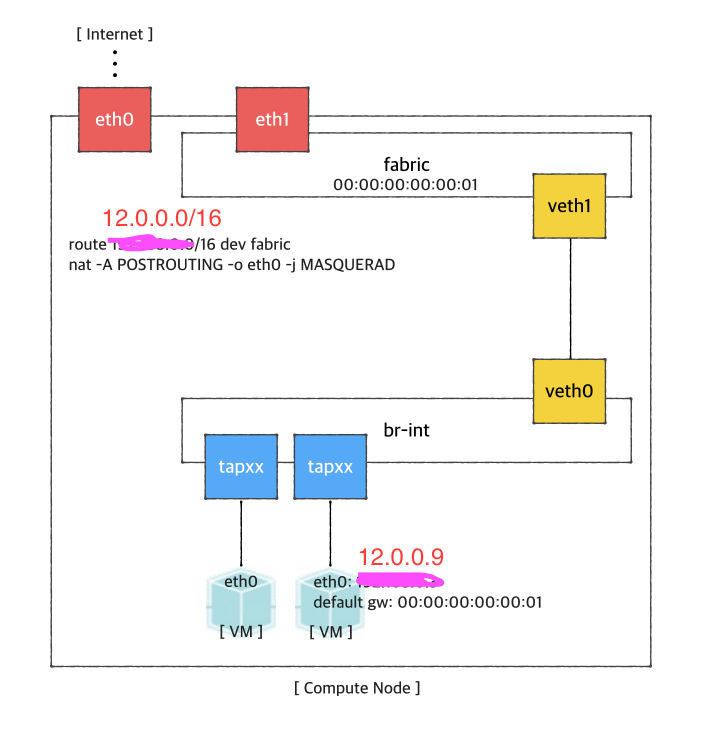 [ Internet ]
eth0
eth1
fabric
00:00:00:00:00:01
veth1
12.0.0.0/16
route /16 dev fabric
nat -A POSTROUTING -o eth0 -j MASQUERAD
veth0
br-int
tapxx
tapxx
12.0.0.9
eth0
eth0:
default gw: 00:00:00:00:00:01
[ VM ]
[ VM ]
[ Compute Node ]